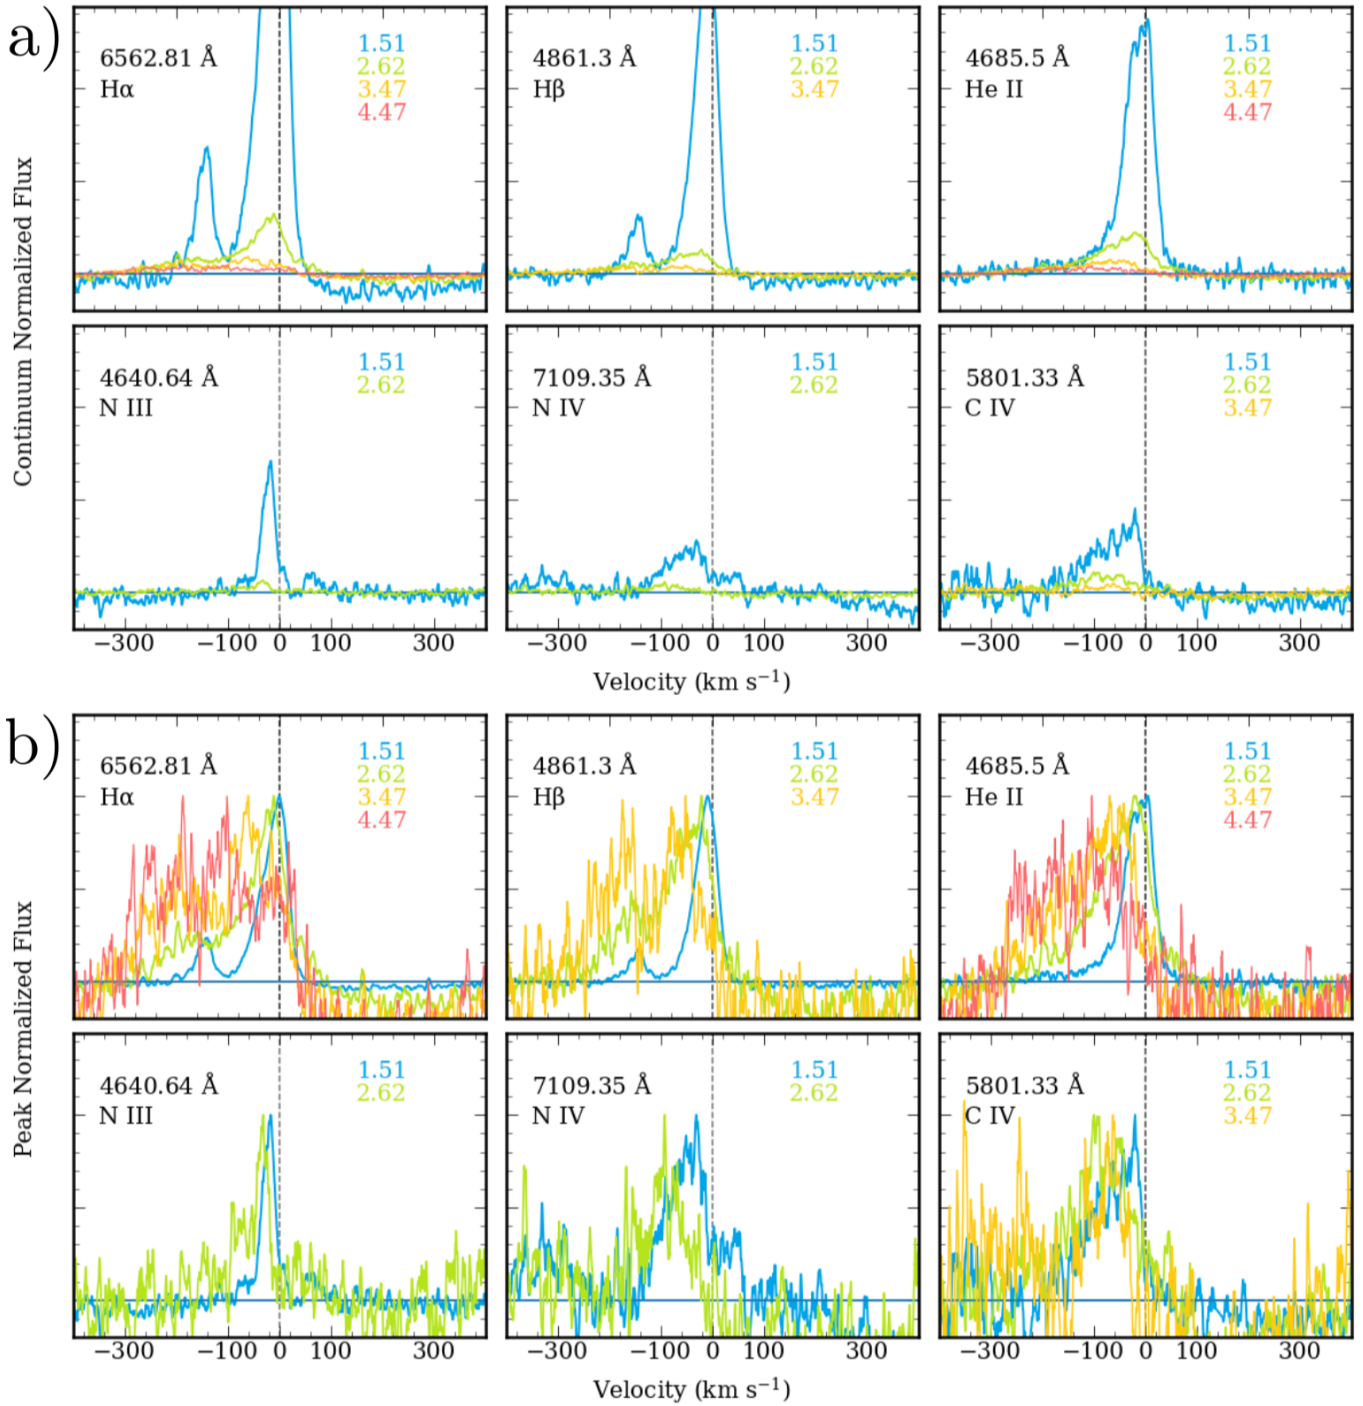 a)
Continuum Normalized Flux
6562.81 Å
Hα
1.51
2.62
3.47
4.47
4861.3 Å
Hβ
1.51
2.62
3.47
4685.5 Å
He II
1.51
2.62
3.47
4.47
4640.64 Å
N III
1.51
2.62
7109.35 Å
N IV
1.51
2.62
5801.33 Å
C IV
1.51
2.62
3.47
−300 −100 0 100 300
−300 −100 0 100 300
−300 −100 0 100 300
Velocity (km s⁻¹)
b)
Peak Normalized Flux
6562.81 Å
Hα
1.51
2.62
3.47
4.47
4861.3 Å
Hβ
1.51
2.62
3.47
4685.5 Å
He II
1.51
2.62
3.47
4.47
4640.64 Å
N III
1.51
2.62
7109.35 Å
N IV
1.51
2.62
5801.33 Å
C IV
1.51
2.62
3.47
−300 −100 0 100 300
−300 −100 0 100 300
−300 −100 0 100 300
Velocity (km s⁻¹)